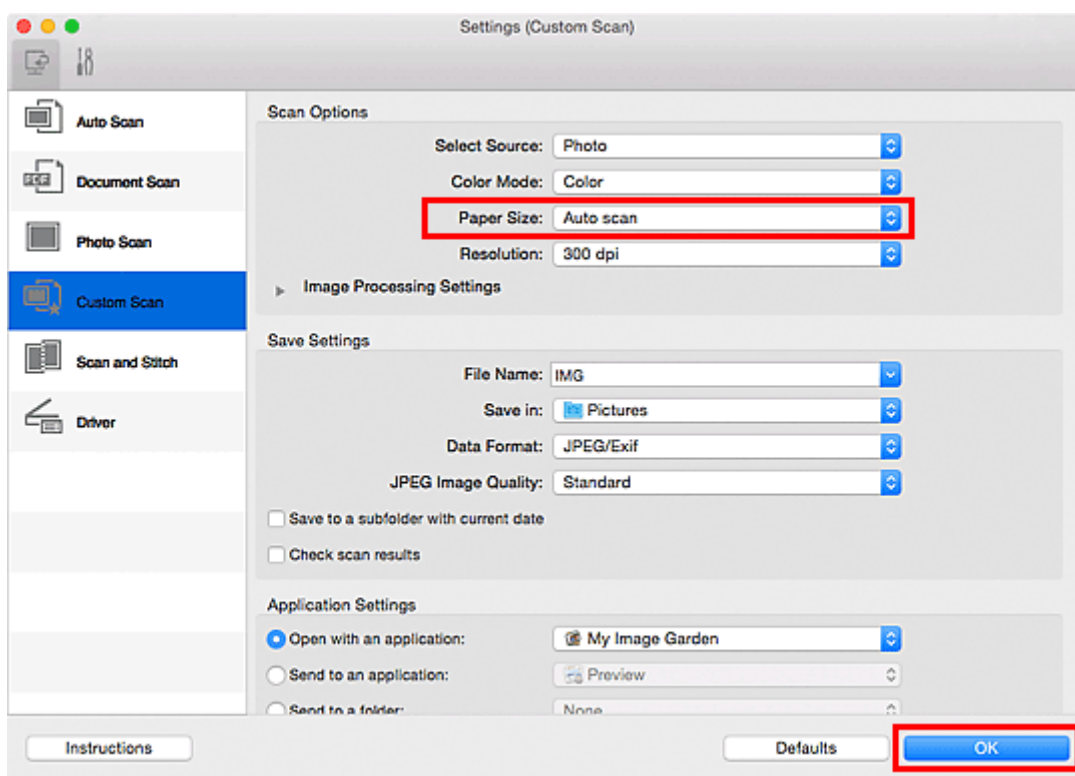 Settings (Custom Scan)
Auto Scan
Document Scan
Photo Scan
Custom Scan
Scan and Stitch
Driver
Scan Options
Select Source: Photo
Color Mode: Color
Paper Size: Auto scan
Resolution: 300 dpi
Image Processing Settings
Save Settings
File Name: IMG
Save in: Pictures
Data Format: JPEG/Exif
JPEG Image Quality: Standard
Save to a subfolder with current date
Check scan results
Application Settings
Open with an application: My Image Garden
Send to an application: Preview
Send to a folder: None
Instructions
Defaults
OK